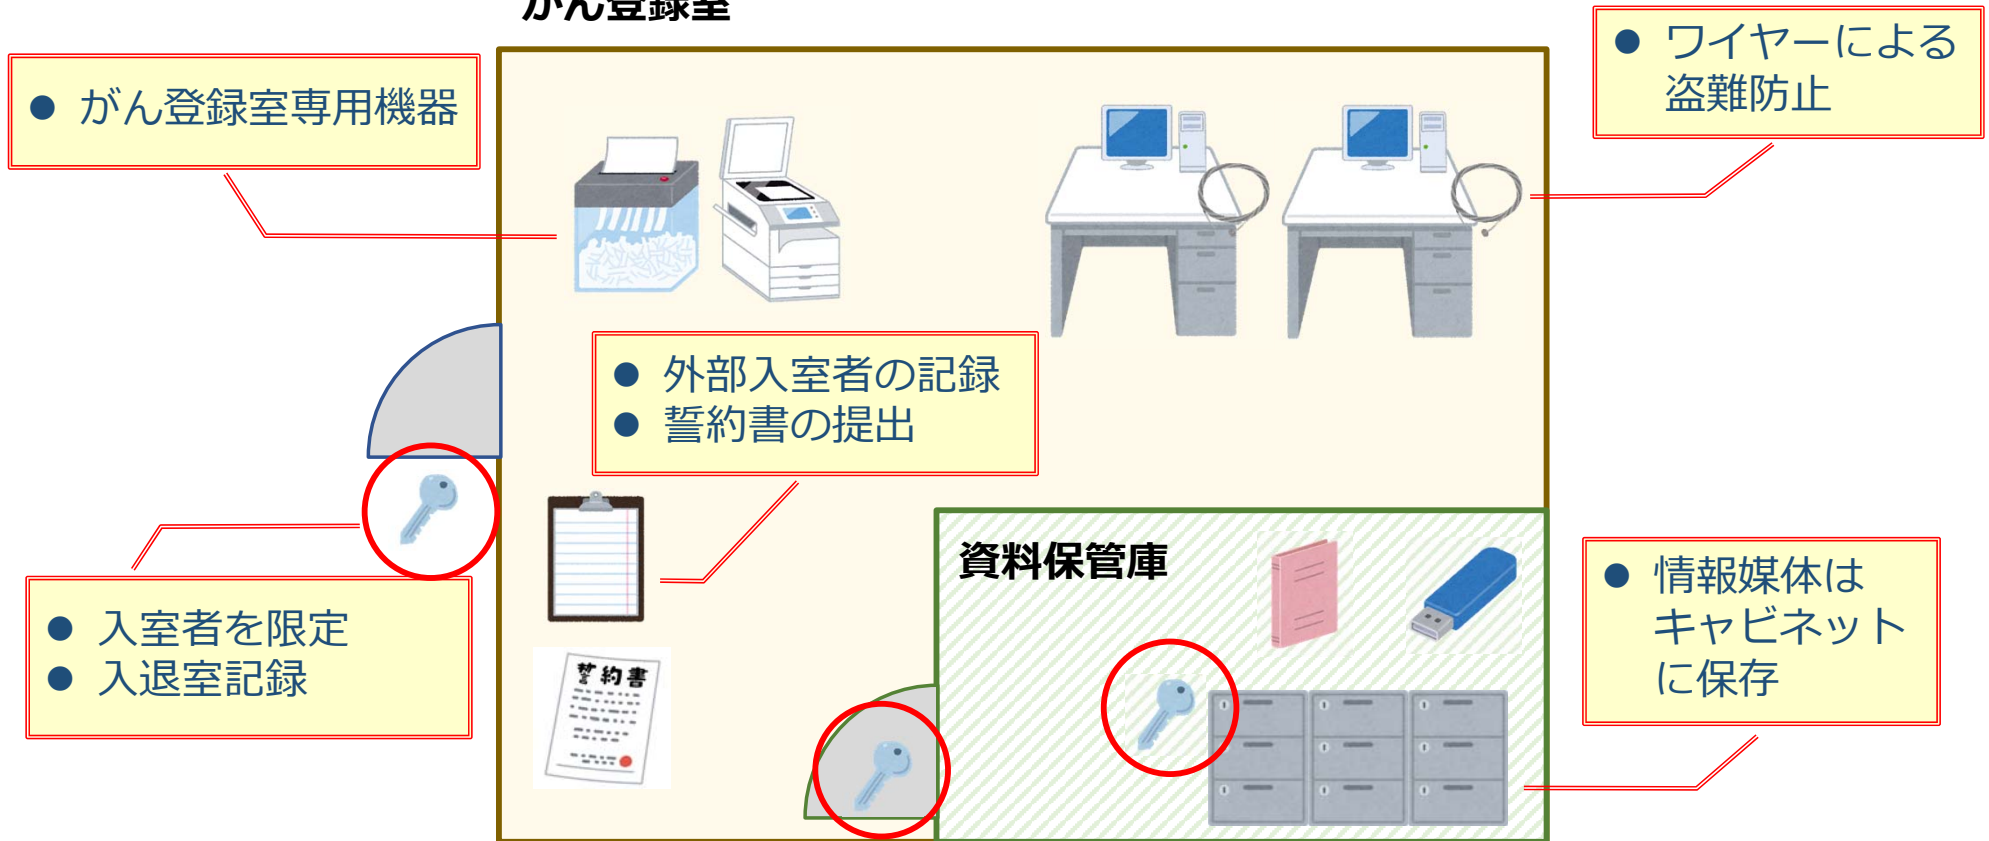 がん登録室
● がん登録室専用機器
● ワイヤーによる
盗難防止
● 外部入室者の記録
● 誓約書の提出
● 入室者を限定
● 入退室記録
誓約書
資料保管庫
● 情報媒体は
キャビネット
に保存